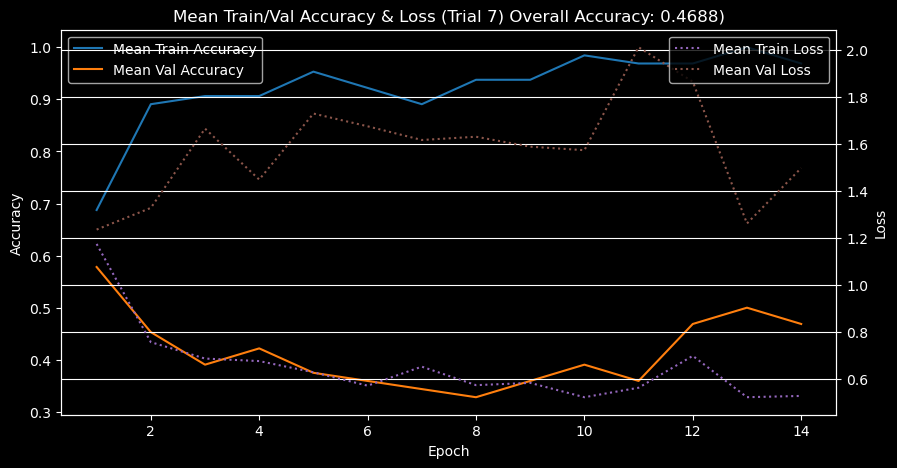 Mean Train/Val Accuracy & Loss (Trial 7) Overall Accuracy: 0.4688)
Mean Train Accuracy
Mean Val Accuracy
Mean Train Loss
Mean Val Loss
1.0
0.9
0.8
0.7
0.6
0.5
0.4
0.3
Accuracy
2.0
1.8
1.6
1.4
1.2
1.0
0.8
0.6
Loss
2 4 6 8 10 12 14
Epoch